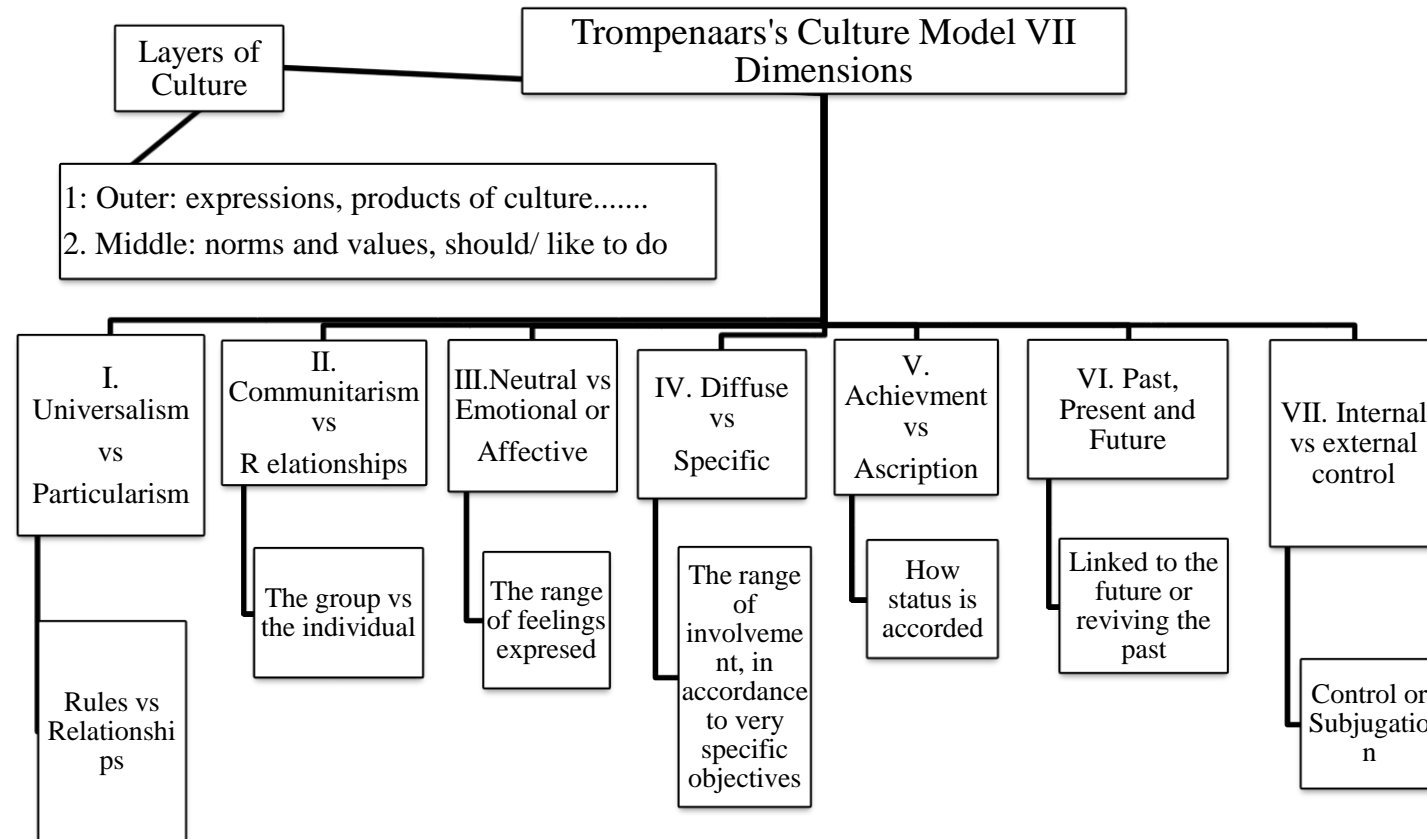 Trompenaars's Culture Model VII
Dimensions
Layers of
Culture
1: Outer: expressions, products of culture.......
2. Middle: norms and values, should/ like to do
I.
Universalism
vs
Particularism
II.
Communitarism
vs
R elationships
III.Neutral vs
Emotional or
Affective
IV. Diffuse
vs
Specific
V.
Achievment
vs
Ascription
VI. Past,
Present and
Future
VII. Internal
vs external
control
Rules vs
Relationshi
ps
The group vs
the individual
The range
of feelings
expresed
The range
of
involveme
nt, in
accordance
to very
specific
objectives
How
status is
accorded
Linked to the
future or
reviving the
past
Control or
Subjugatio
n